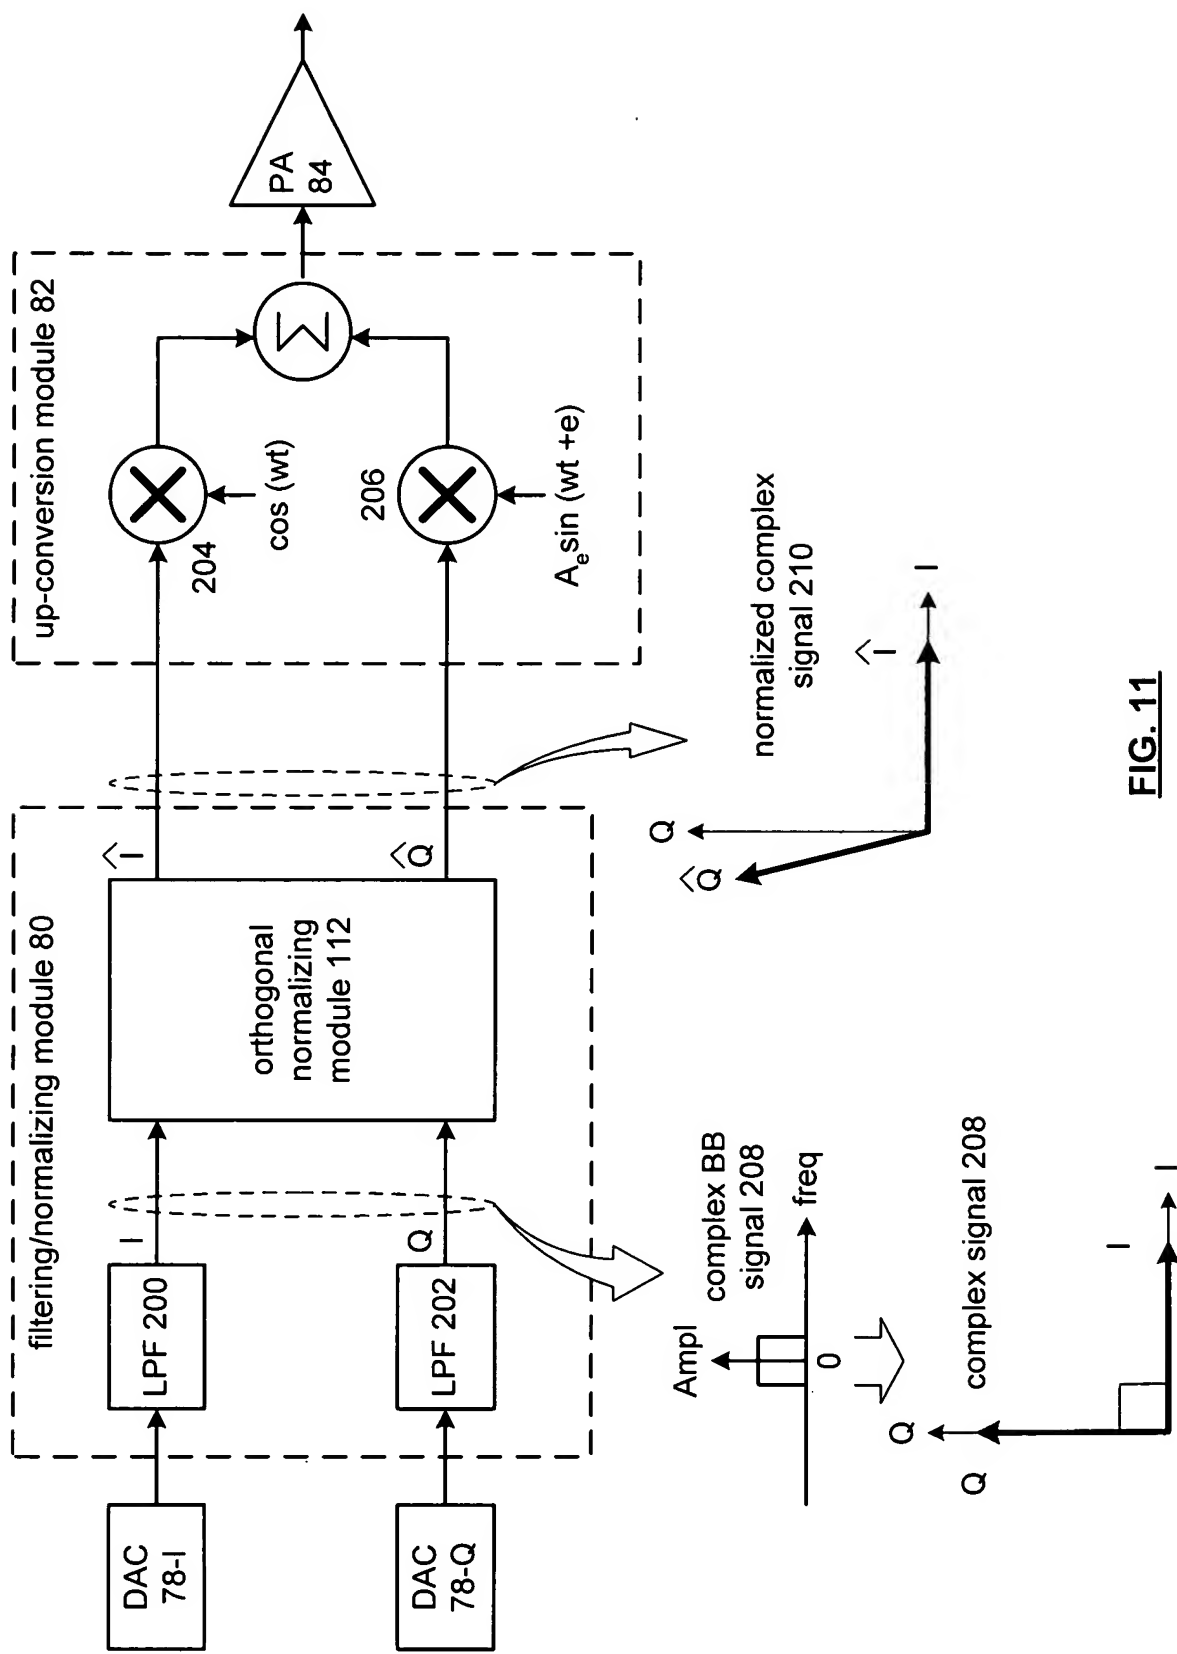 filtering/normalizing module 80
up-conversion module 82
DAC
78-I
LPF 200
I
orthogonal
normalizing
module 112
Î
204
cos (wt)
Σ
PA
84
DAC
78-Q
LPF 202
Q
Q̂
206
Aₑsin (wt +e)
Ampl
complex BB
signal 208
0
freq
Q
Q
complex signal 208
I
I
Q̂
Q
normalized complex
signal 210
Î
I
FIG. 11